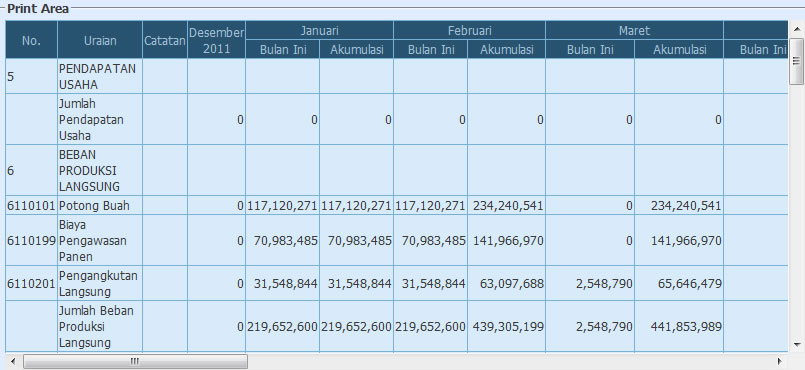 Print Area
No. Uraian Catatan Desember 2011 Januari Februari Maret
Bulan Ini Akumulasi Bulan Ini Akumulasi Bulan Ini Akumulasi Bulan Ini
5 PENDAPATAN
USAHA
Jumlah
Pendapatan
Usaha 0 0 0 0 0 0 0
6 BEBAN
PRODUKSI
LANGSUNG
6110101 Potong Buah 0 117,120,271 117,120,271 117,120,271 234,240,541 0 234,240,541
6110199 Biaya
Pengawasan
Panen 0 70,983,485 70,983,485 70,983,485 141,966,970 0 141,966,970
6110201 Pengangkutan
Langsung 0 31,548,844 31,548,844 31,548,844 63,097,688 2,548,790 65,646,479
Jumlah Beban
Produksi
Langsung 0 219,652,600 219,652,600 219,652,600 439,305,199 2,548,790 441,853,989